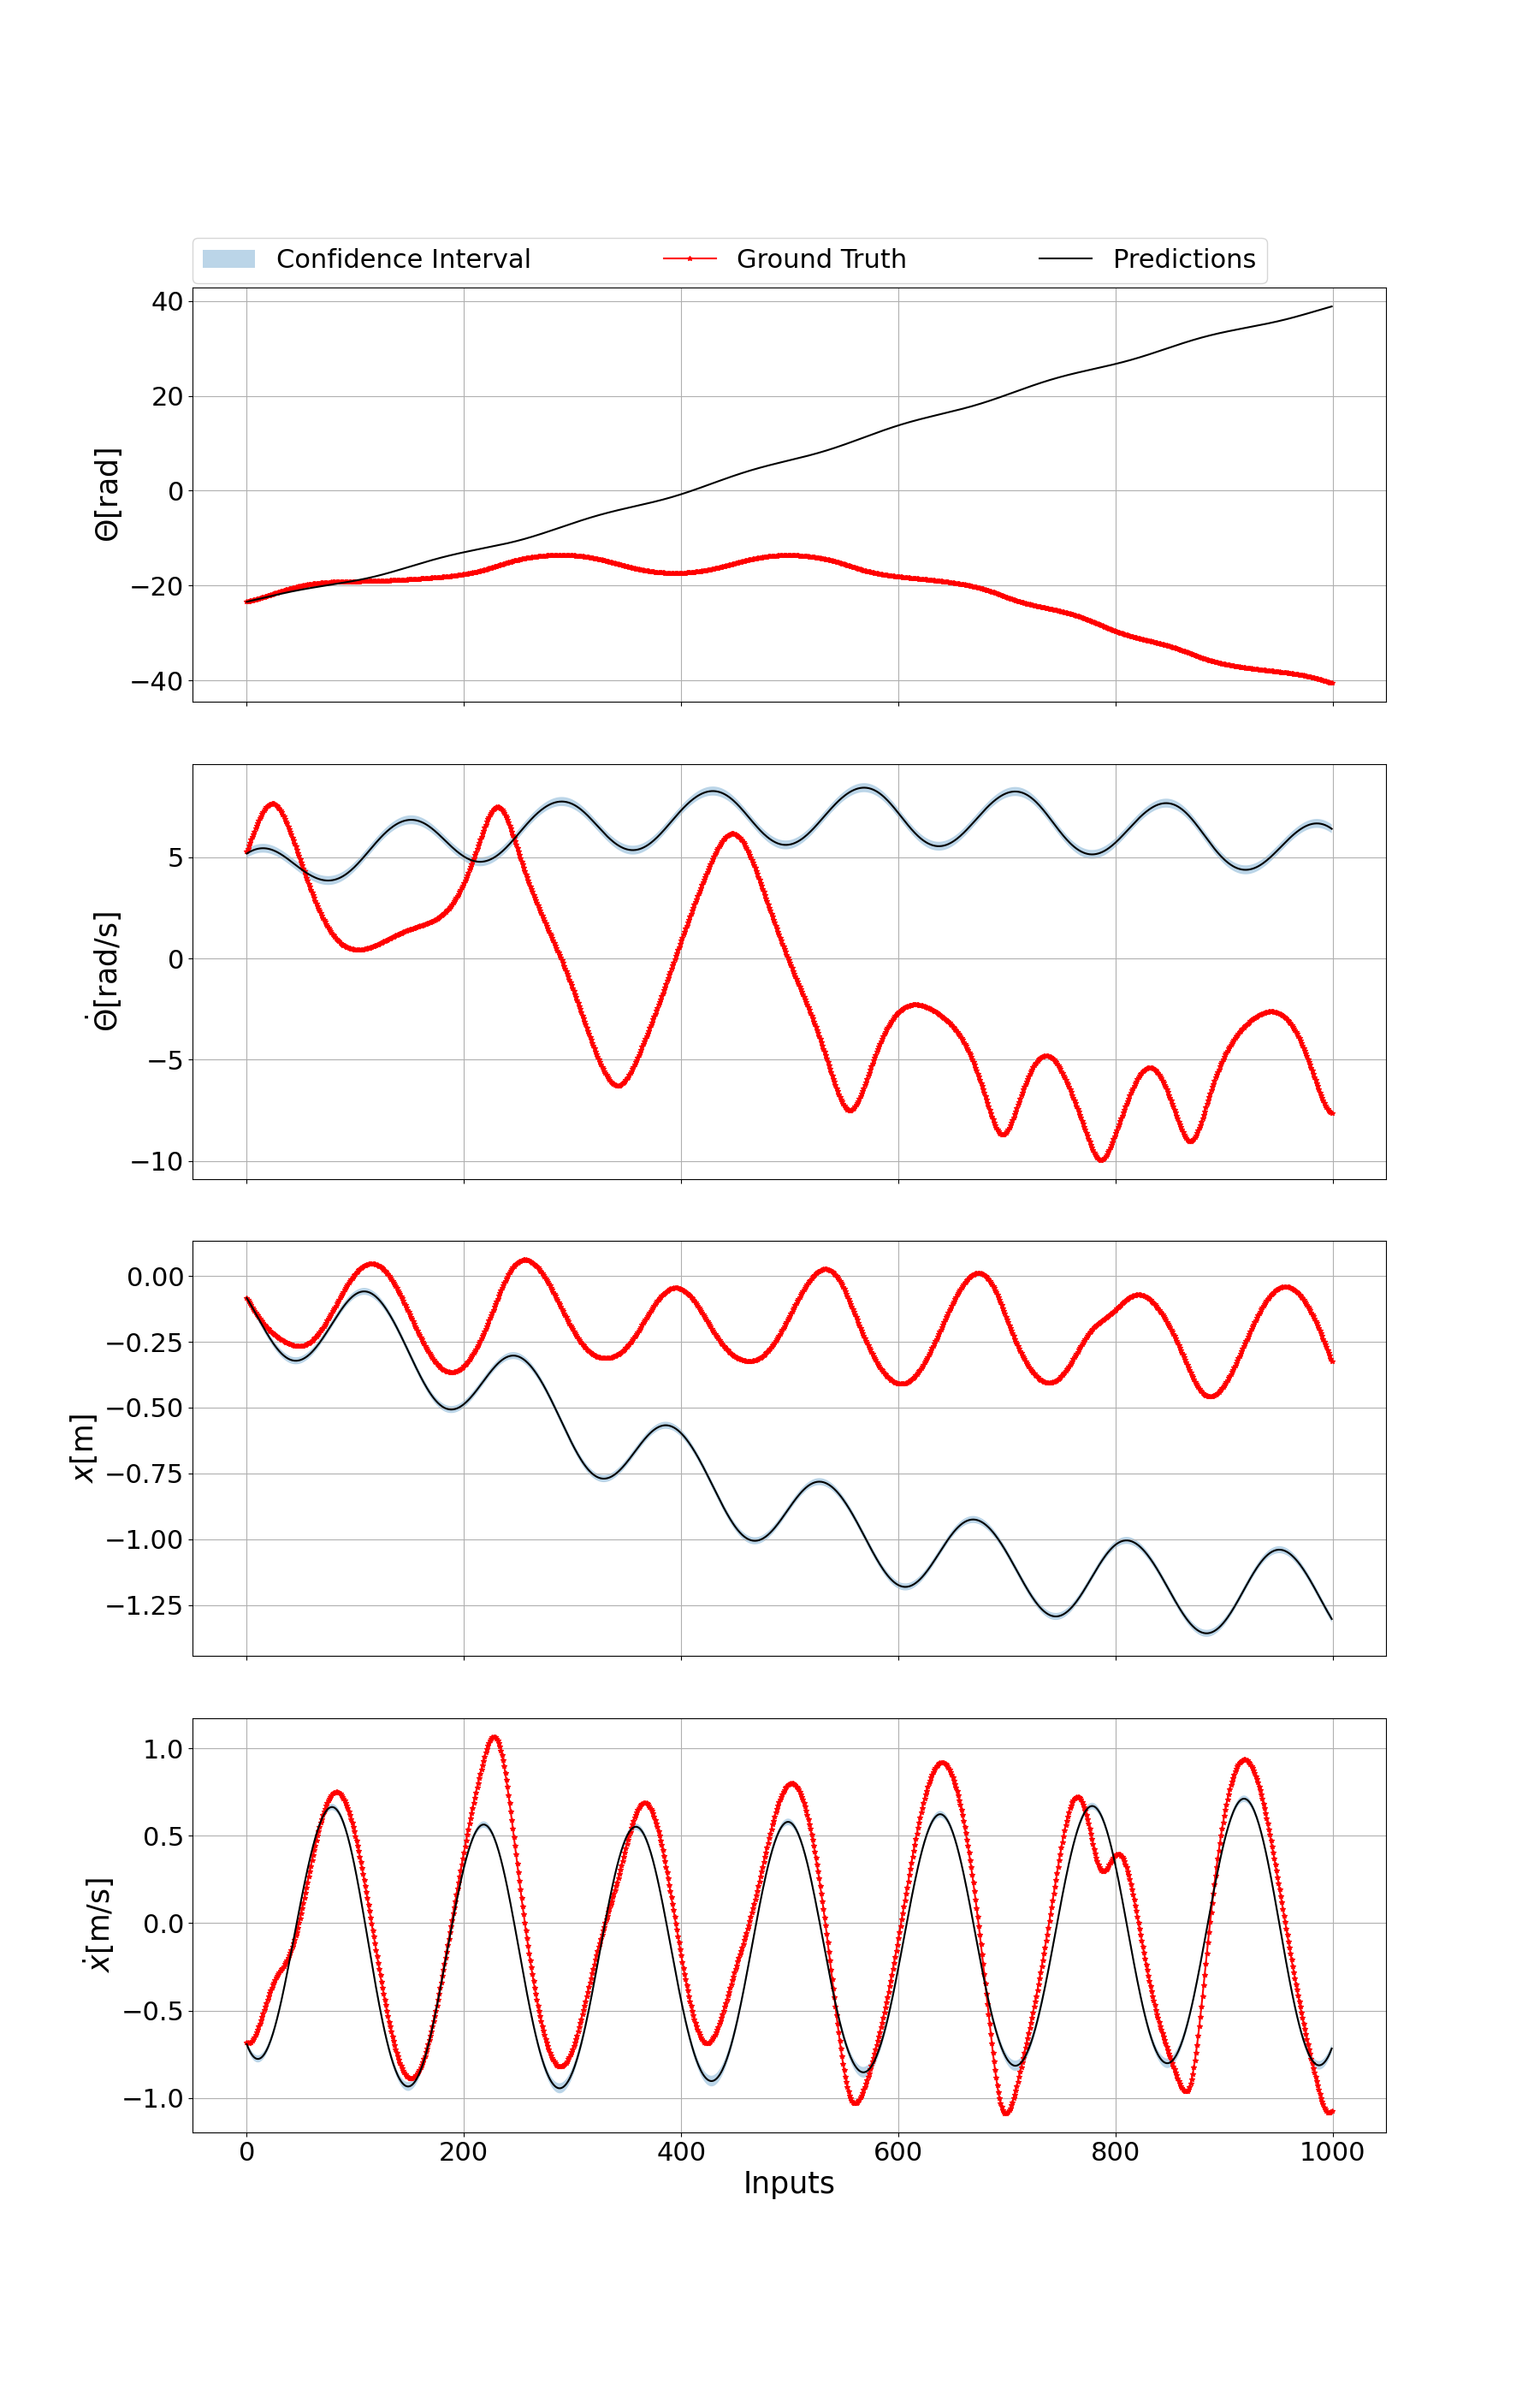 Confidence Interval Ground Truth Predictions
40
20
0
−20
−40
Θ[rad]
5
0
−5
−10
Θ̇[rad/s]
0.00
−0.25
−0.50
−0.75
−1.00
−1.25
x[m]
1.0
0.5
0.0
−0.5
−1.0
ẋ[m/s]
0 200 400 600 800 1000
Inputs